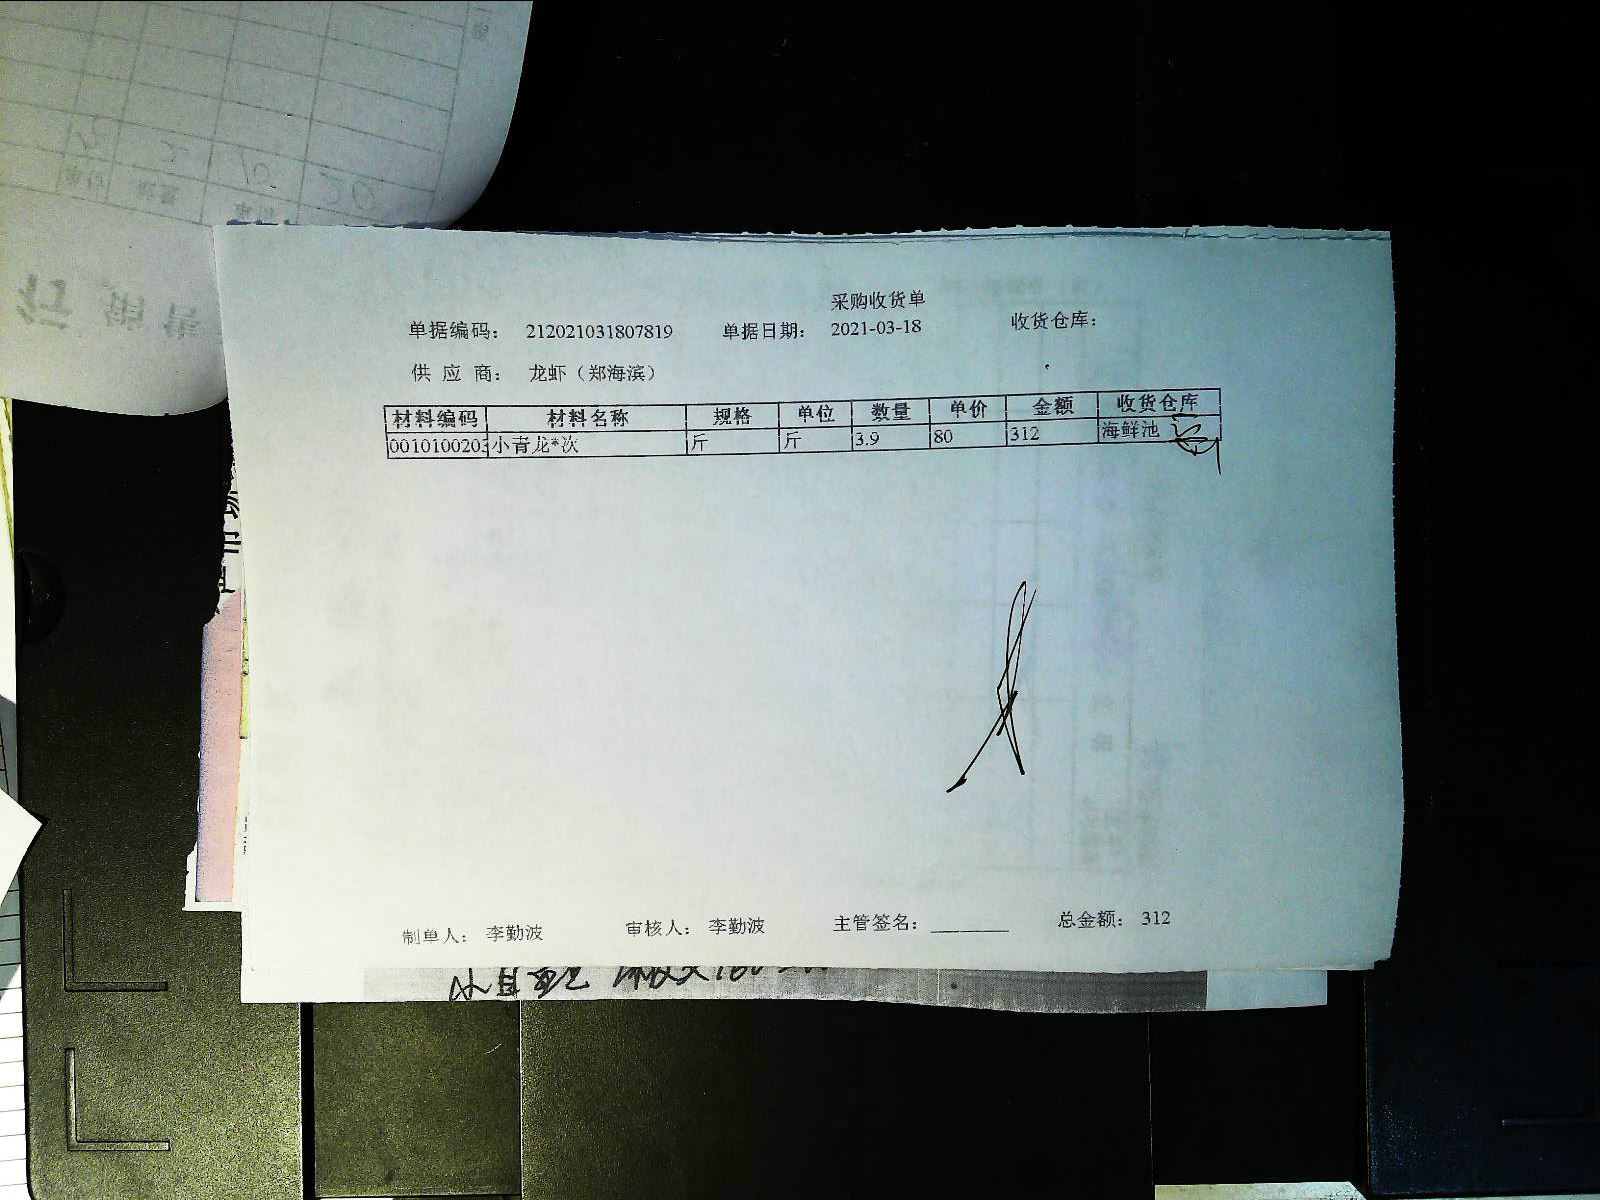 采购收货单
单据编码： 212021031807819 单据日期： 2021-03-18 收货仓库：
供 应 商： 龙虾（郑海滨）
材料编码 材料名称 规格 单位 数量 单价 金额 收货仓库
001010020 小青龙*次 斤 斤 3.9 80 312 海鲜池
制单人： 李勤波 审核人： 李勤波 主管签名： ________ 总金额： 312